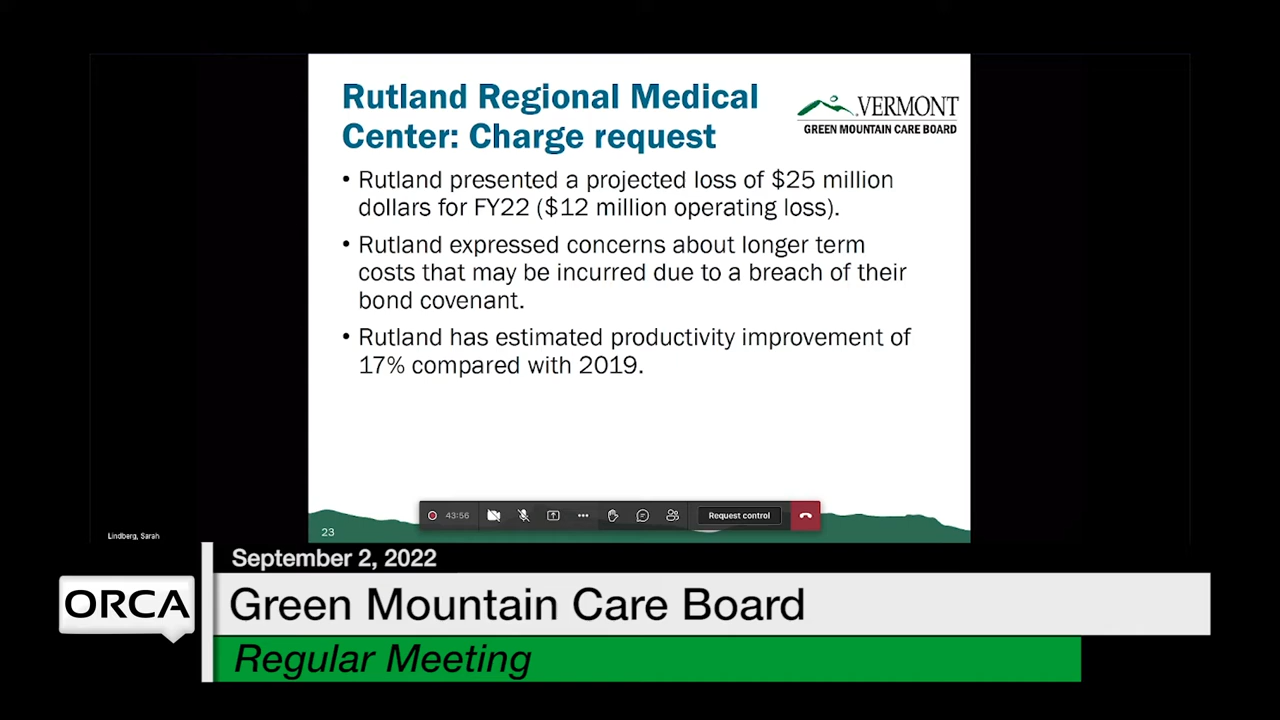 Rutland Regional Medical
Center: Charge request
VERMONT
GREEN MOUNTAIN CARE BOARD
• Rutland presented a projected loss of $25 million
dollars for FY22 ($12 million operating loss).
• Rutland expressed concerns about longer term
costs that may be incurred due to a breach of their
bond covenant.
• Rutland has estimated productivity improvement of
17% compared with 2019.
43:56
Request control
23
Lindberg, Sarah
September 2, 2022
ORCA
Green Mountain Care Board
Regular Meeting